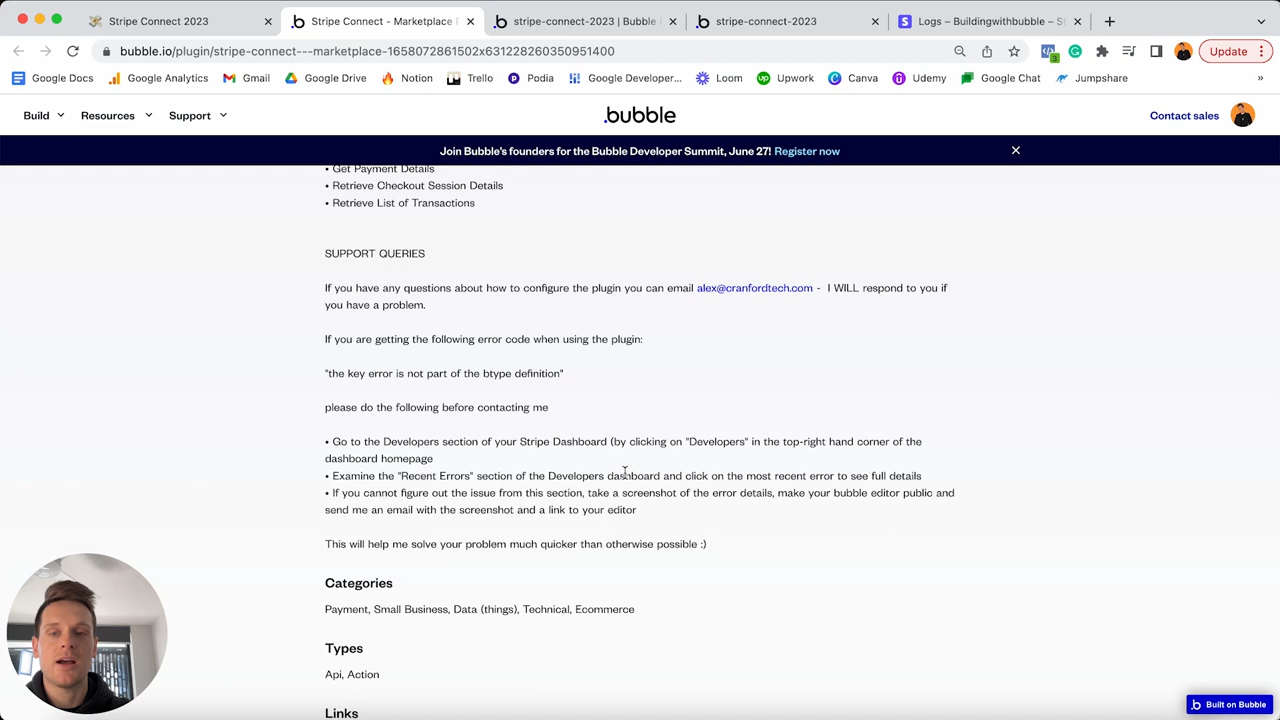 Stripe Connect 2023
Stripe Connect - Marketplace
stripe-connect-2023 | Bubble
stripe-connect-2023
Logs – Buildingwithbubble – St
bubble.io/plugin/stripe-connect---marketplace-1658072861502x631228260350951400
3
Update
Google Docs
Google Analytics
Gmail
Google Drive
Notion
Trello
Podia
Google Developer...
Loom
Upwork
Canva
Udemy
Google Chat
Jumpshare
»
Build
Resources
Support
.bubble
Contact sales
Join Bubble's founders for the Bubble Developer Summit, June 27! Register now
• Get Payment Details
• Retrieve Checkout Session Details
• Retrieve List of Transactions
SUPPORT QUERIES
If you have any questions about how to configure the plugin you can email alex@cranfordtech.com - I WILL respond to you if
you have a problem.
If you are getting the following error code when using the plugin:
"the key error is not part of the btype definition"
please do the following before contacting me
• Go to the Developers section of your Stripe Dashboard (by clicking on "Developers" in the top-right hand corner of the
dashboard homepage
• Examine the "Recent Errors" section of the Developers dashboard and click on the most recent error to see full details
• If you cannot figure out the issue from this section, take a screenshot of the error details, make your bubble editor public and
send me an email with the screenshot and a link to your editor
This will help me solve your problem much quicker than otherwise possible :)
Categories
Payment, Small Business, Data (things), Technical, Ecommerce
Types
Api, Action
Links
Built on Bubble